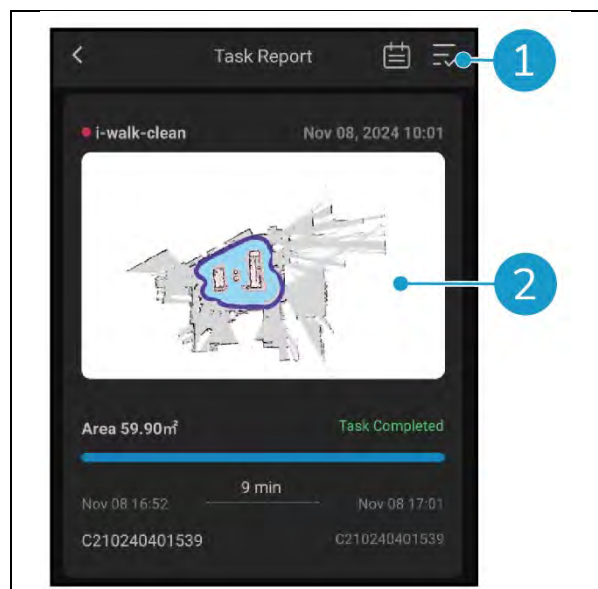 Task Report
1
i-walk-clean Nov 08, 2024 10:01
2
Area 59.90㎡ Task Completed
9 min
Nov 08 16:52 Nov 08 17:01
C210240401539 C210240401539